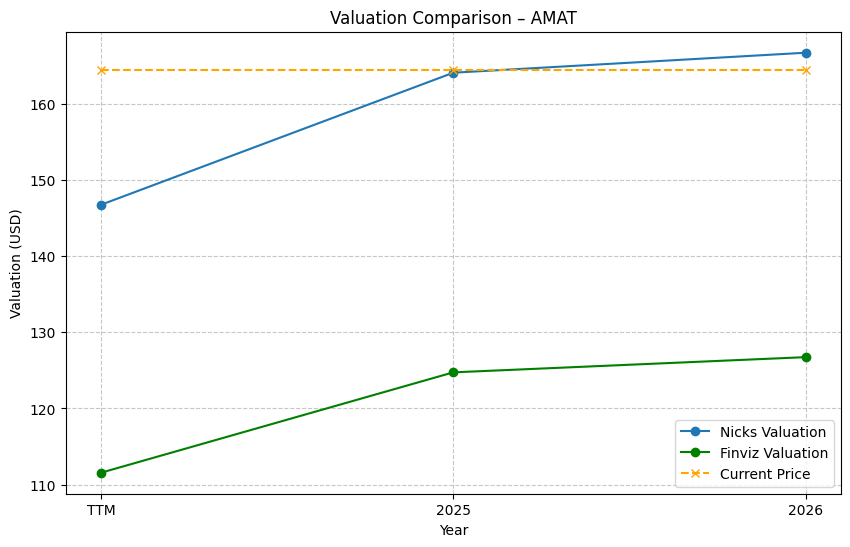 Valuation Comparison – AMAT
Valuation (USD)
160
150
140
130
120
110
TTM
2025
2026
Year
Nicks Valuation
Finviz Valuation
Current Price